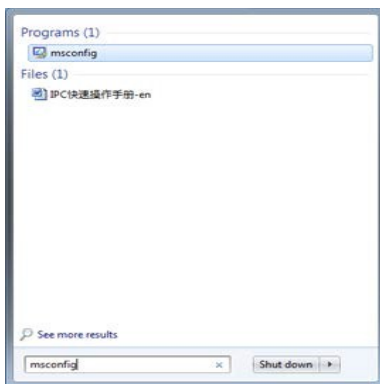 Programs (1)
msconfig
Files (1)
IPC快速操作手册-en
See more results
msconfig
Shut down